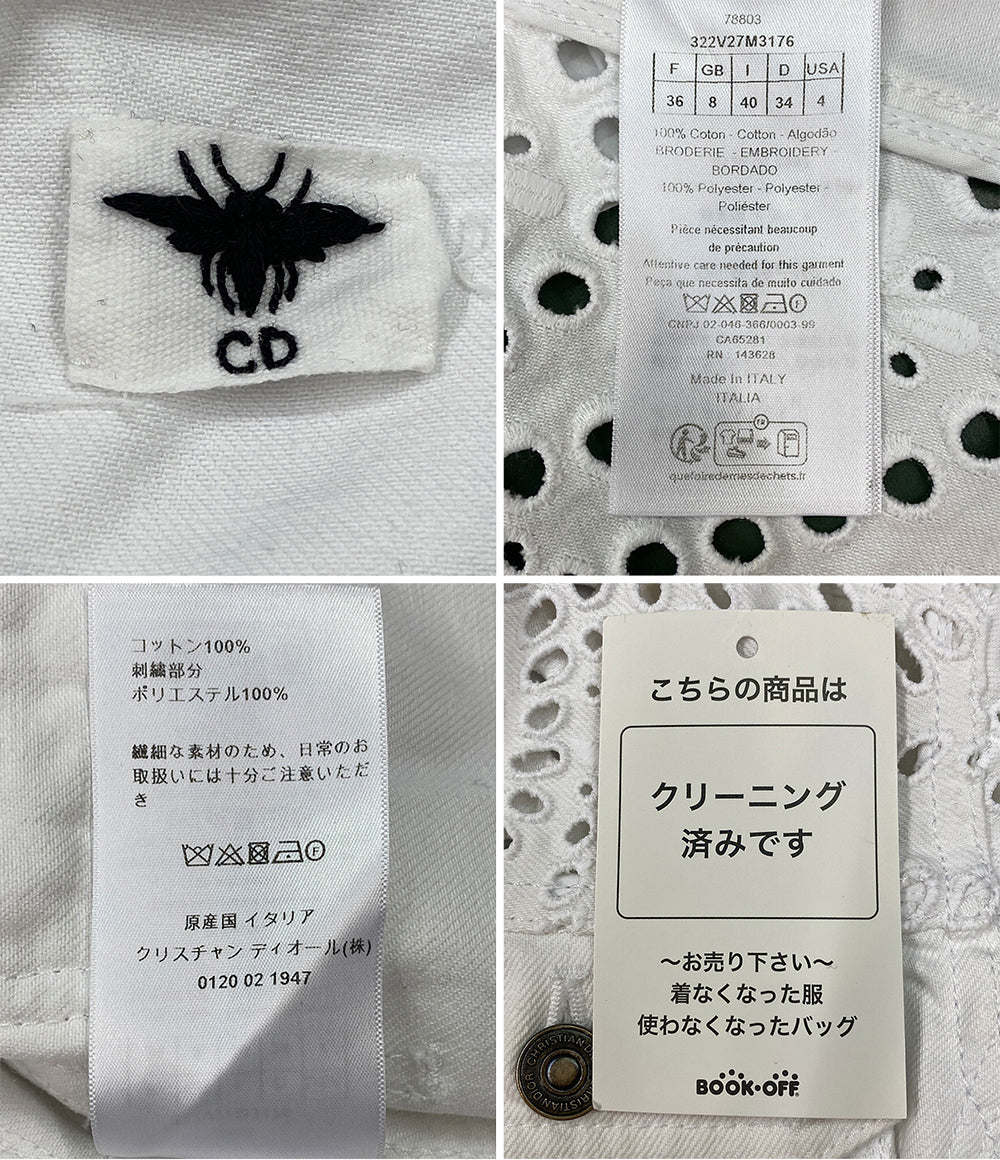 CD
78803
322V27M3176
F GB I D USA
36 8 40 34 4
100% Coton - Cotton - Algodão
BRODERIE - EMBROIDERY
BORDADO
100% Polyester - Polyester -
Poliéster
Pièce nécessitant beaucoup
de précaution
Attentive care needed for this garment
Peça que necessita de muito cuidado
F
CNPJ 02-046-366/0003-99
CA65281
RN : 143628
Made in ITALY
ITALIA
FR
quefairedemesdechets.fr
コットン100%
刺繍部分
ポリエステル100%
繊細な素材のため、日常のお
取扱いには十分ご注意いただ
き
F
原産国 イタリア
クリスチャン ディオール(株)
0120 02 1947
こちらの商品は
クリーニング
済みです
〜お売り下さい〜
着なくなった服
使わなくなったバッグ
BOOK・OFF
CHRISTIAN DIOR